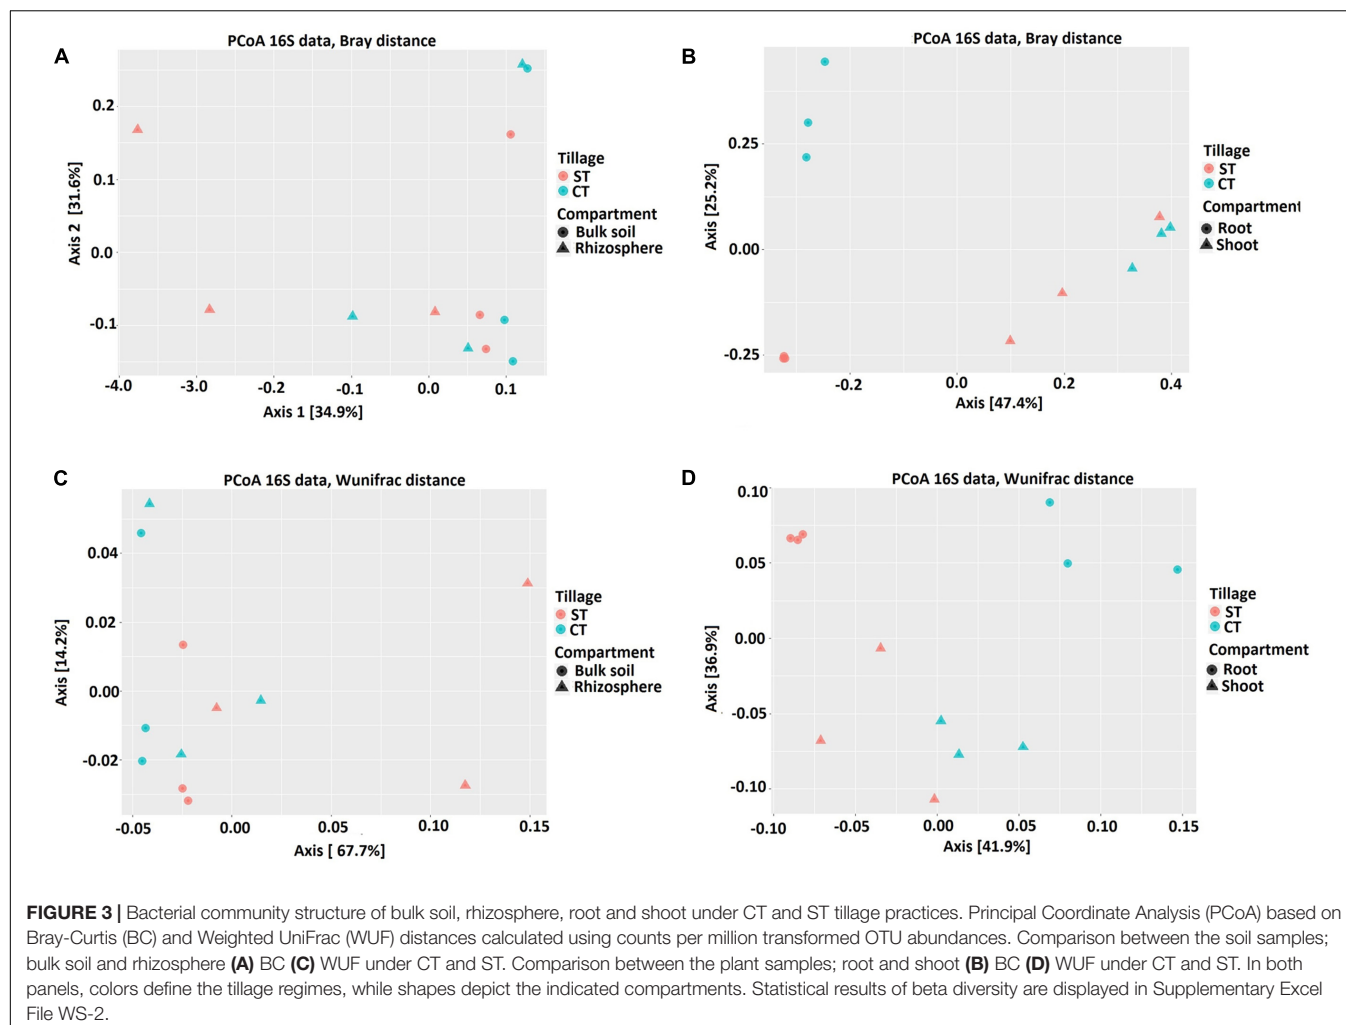 A
PCoA 16S data, Bray distance
Axis 2 [31.6%]
0.2
0.1
0.0
-0.1
-4.0
-3.0
-0.2
-0.1
0.0
0.1
Axis 1 [34.9%]
Tillage
ST
CT
Compartment
Bulk soil
Rhizosphere
B
PCoA 16S data, Bray distance
Axis [25.2%]
0.25
0.00
-0.25
-0.2
0.0
0.2
0.4
Axis [47.4%]
Tillage
ST
CT
Compartment
Root
Shoot
C
PCoA 16S data, Wunifrac distance
Axis [14.2%]
0.04
0.02
0.00
-0.02
-0.05
0.00
0.05
0.10
0.15
Axis [ 67.7%]
Tillage
ST
CT
Compartment
Bulk soil
Rhizosphere
D
PCoA 16S data, Wunifrac distance
Axis [36.9%]
0.10
0.05
0.00
-0.05
-0.10
-0.10
-0.05
0.00
0.05
0.10
0.15
Axis [41.9%]
Tillage
ST
CT
Compartment
Root
Shoot
FIGURE 3 | Bacterial community structure of bulk soil, rhizosphere, root and shoot under CT and ST tillage practices. Principal Coordinate Analysis (PCoA) based on
Bray-Curtis (BC) and Weighted UniFrac (WUF) distances calculated using counts per million transformed OTU abundances. Comparison between the soil samples;
bulk soil and rhizosphere (A) BC (C) WUF under CT and ST. Comparison between the plant samples; root and shoot (B) BC (D) WUF under CT and ST. In both
panels, colors define the tillage regimes, while shapes depict the indicated compartments. Statistical results of beta diversity are displayed in Supplementary Excel
File WS-2.